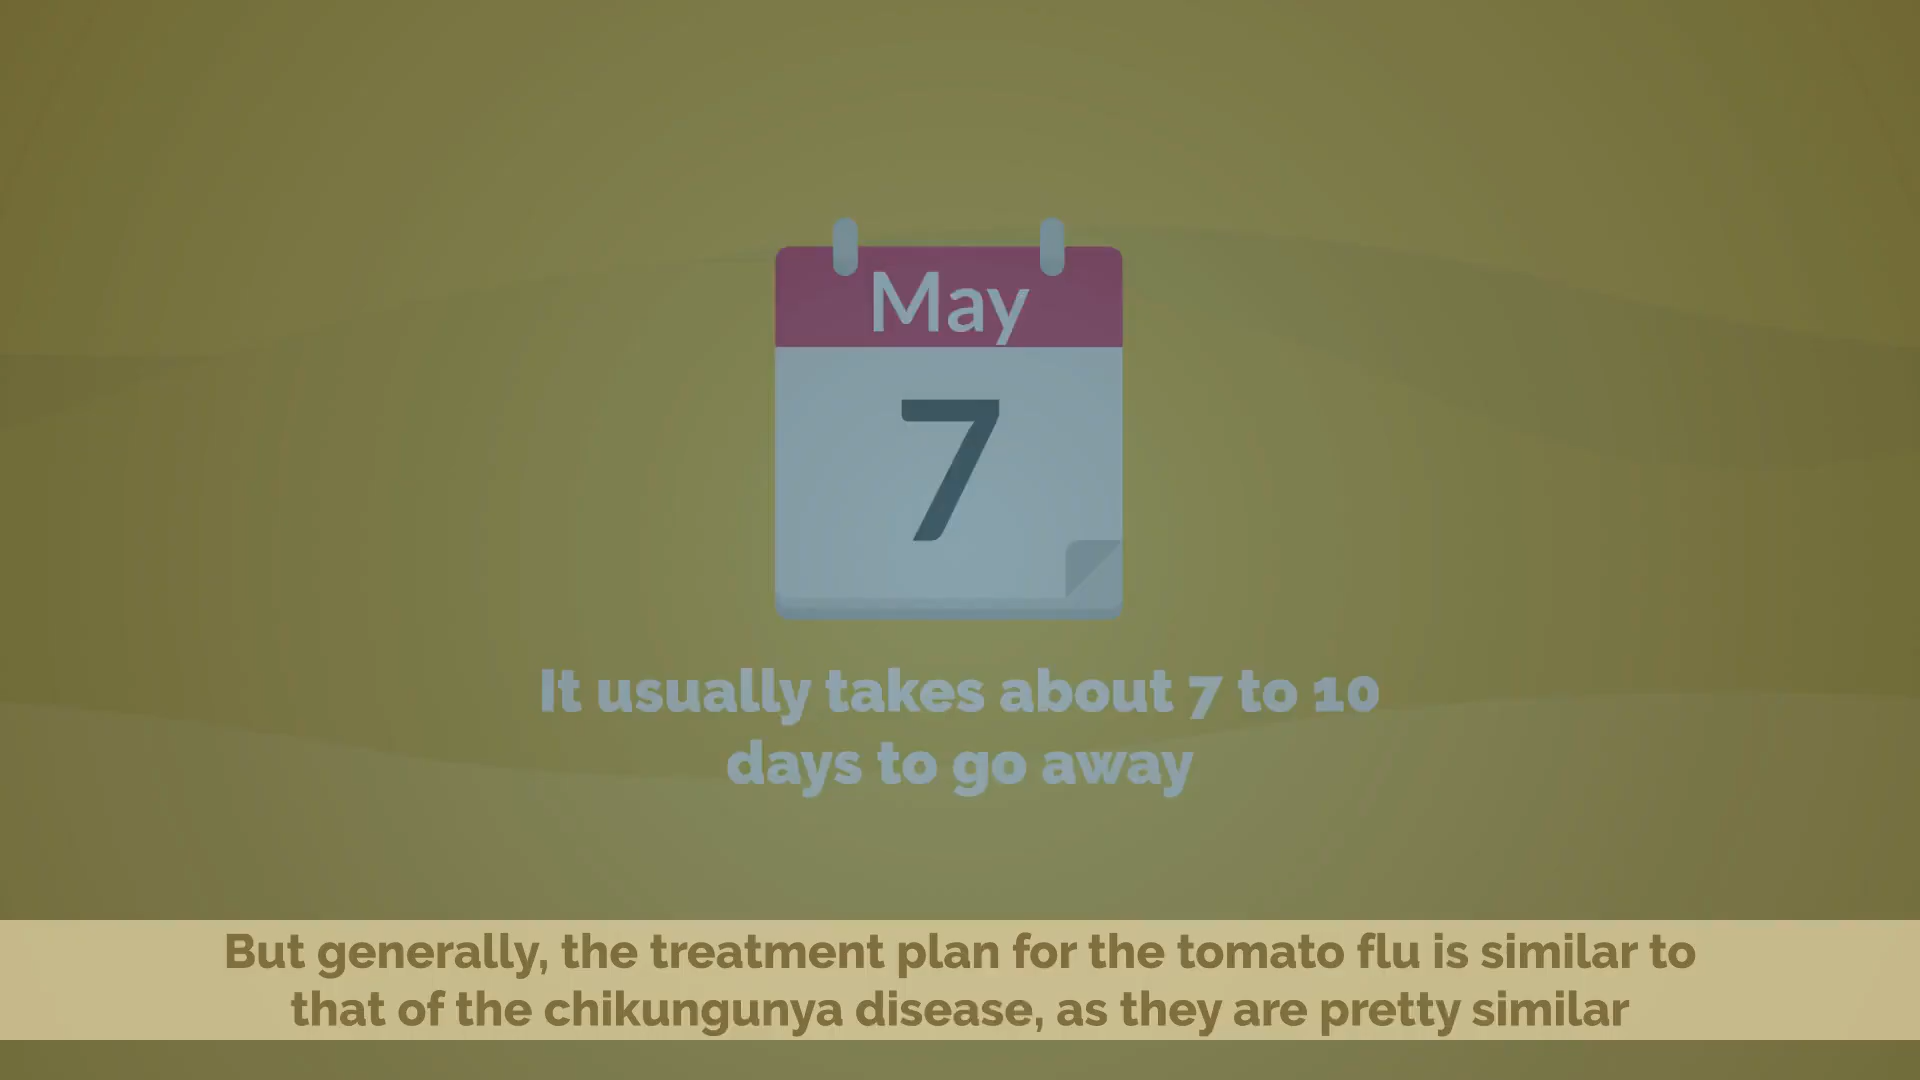 May
7
It usually takes about 7 to 10
days to go away
But generally, the treatment plan for the tomato flu is similar to
that of the chikungunya disease, as they are pretty similar